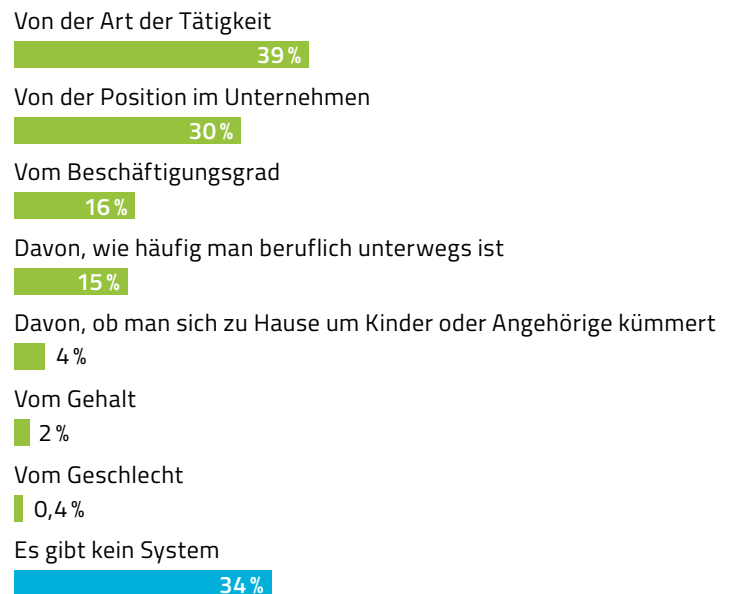 Von der Art der Tätigkeit
39 %
Von der Position im Unternehmen
30 %
Vom Beschäftigungsgrad
16 %
Davon, wie häufig man beruflich unterwegs ist
15 %
Davon, ob man sich zu Hause um Kinder oder Angehörige kümmert
4 %
Vom Gehalt
2 %
Vom Geschlecht
0,4 %
Es gibt kein System
34 %